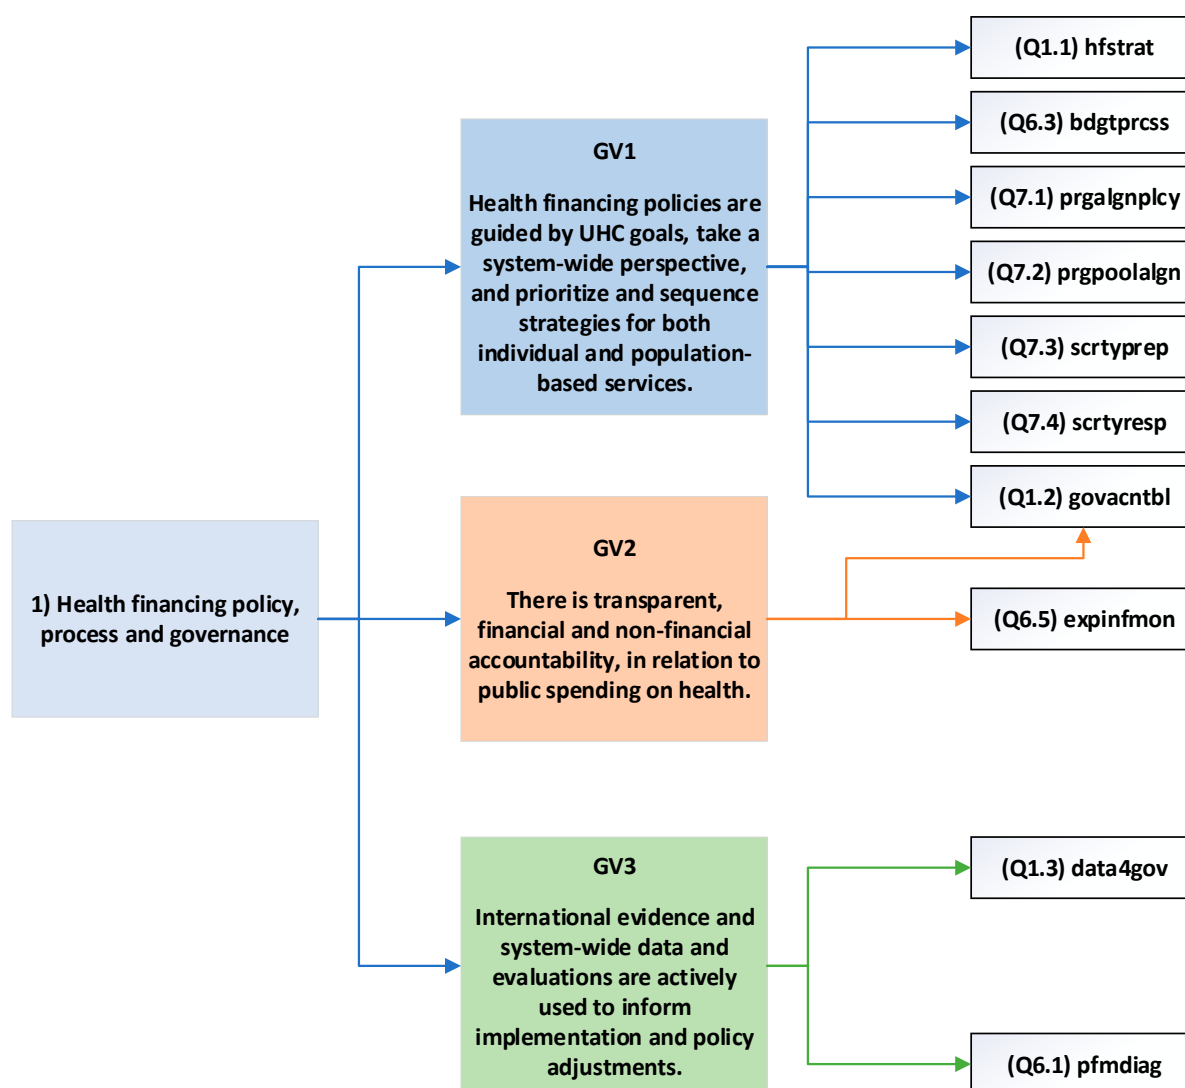 1) Health financing policy,
process and governance
GV1
Health financing policies are
guided by UHC goals, take a
system-wide perspective,
and prioritize and sequence
strategies for both
individual and population-
based services.
GV2
There is transparent,
financial and non-financial
accountability, in relation to
public spending on health.
GV3
International evidence and
system-wide data and
evaluations are actively
used to inform
implementation and policy
adjustments.
(Q1.1) hfstrat
(Q6.3) bdgtprcss
(Q7.1) prgalgnplcy
(Q7.2) prgpoolalgn
(Q7.3) scrtyprep
(Q7.4) scrtyresp
(Q1.2) govacntbl
(Q6.5) expinfmon
(Q1.3) data4gov
(Q6.1) pfmdiag